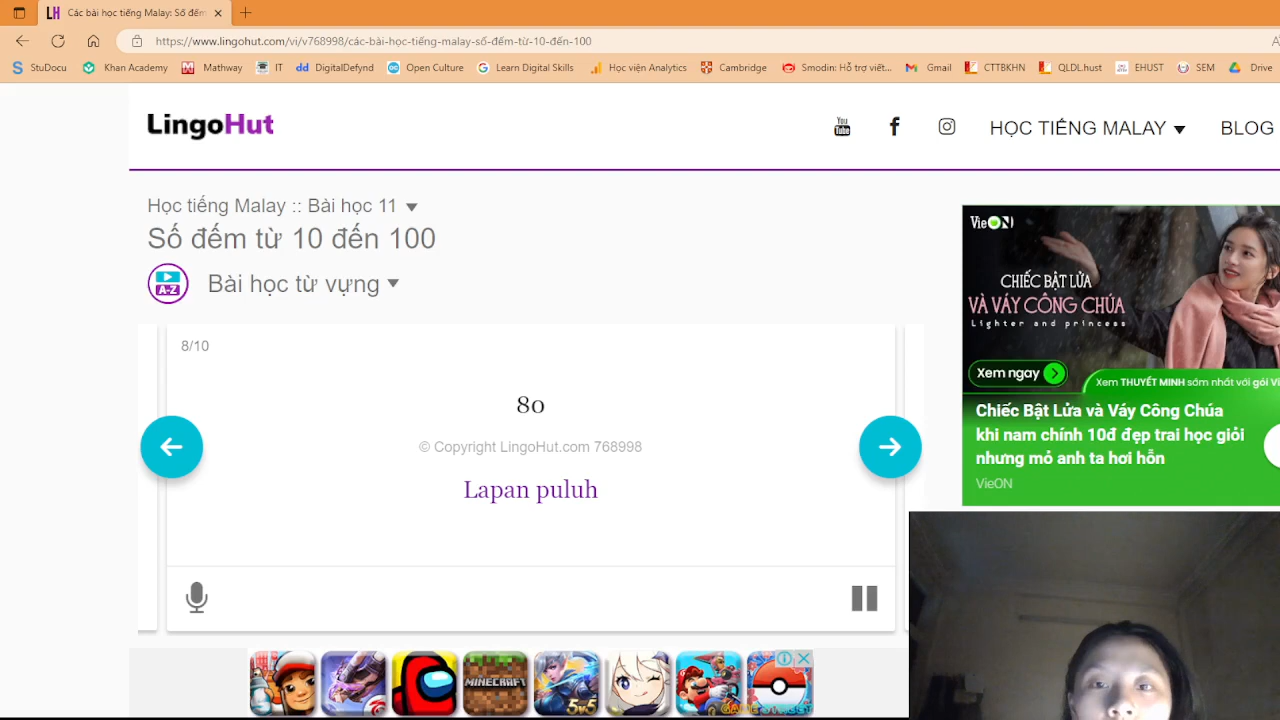 LH Các bài học tiếng Malay: Số đếm
https://www.lingohut.com/vi/v768998/các-bài-học-tiếng-malay-số-đếm-từ-10-đến-100
StuDocu Khan Academy Mathway IT DigitalDefynd Open Culture Learn Digital Skills Học viện Analytics Cambridge Smodin: Hỗ trợ viết... Gmail CTTBKHN QLDL.hust EHUST SEM Drive
LingoHut
You Tube
HỌC TIẾNG MALAY
BLOG
Học tiếng Malay :: Bài học 11
Số đếm từ 10 đến 100
A-Z
Bài học từ vựng
8/10
80
© Copyright LingoHut.com 768998
Lapan puluh
VieON
CHIẾC BẬT LỬA
VÀ VÁY CÔNG CHÚA
Lighter and princess
Xem ngay
Xem THUYẾT MINH sớm nhất với gói
Chiếc Bật Lửa và Váy Công Chúa
khi nam chính 10đ đẹp trai học giỏi
nhưng mỏ anh ta hơi hỗn
VieON
MINECRAFT
5v5